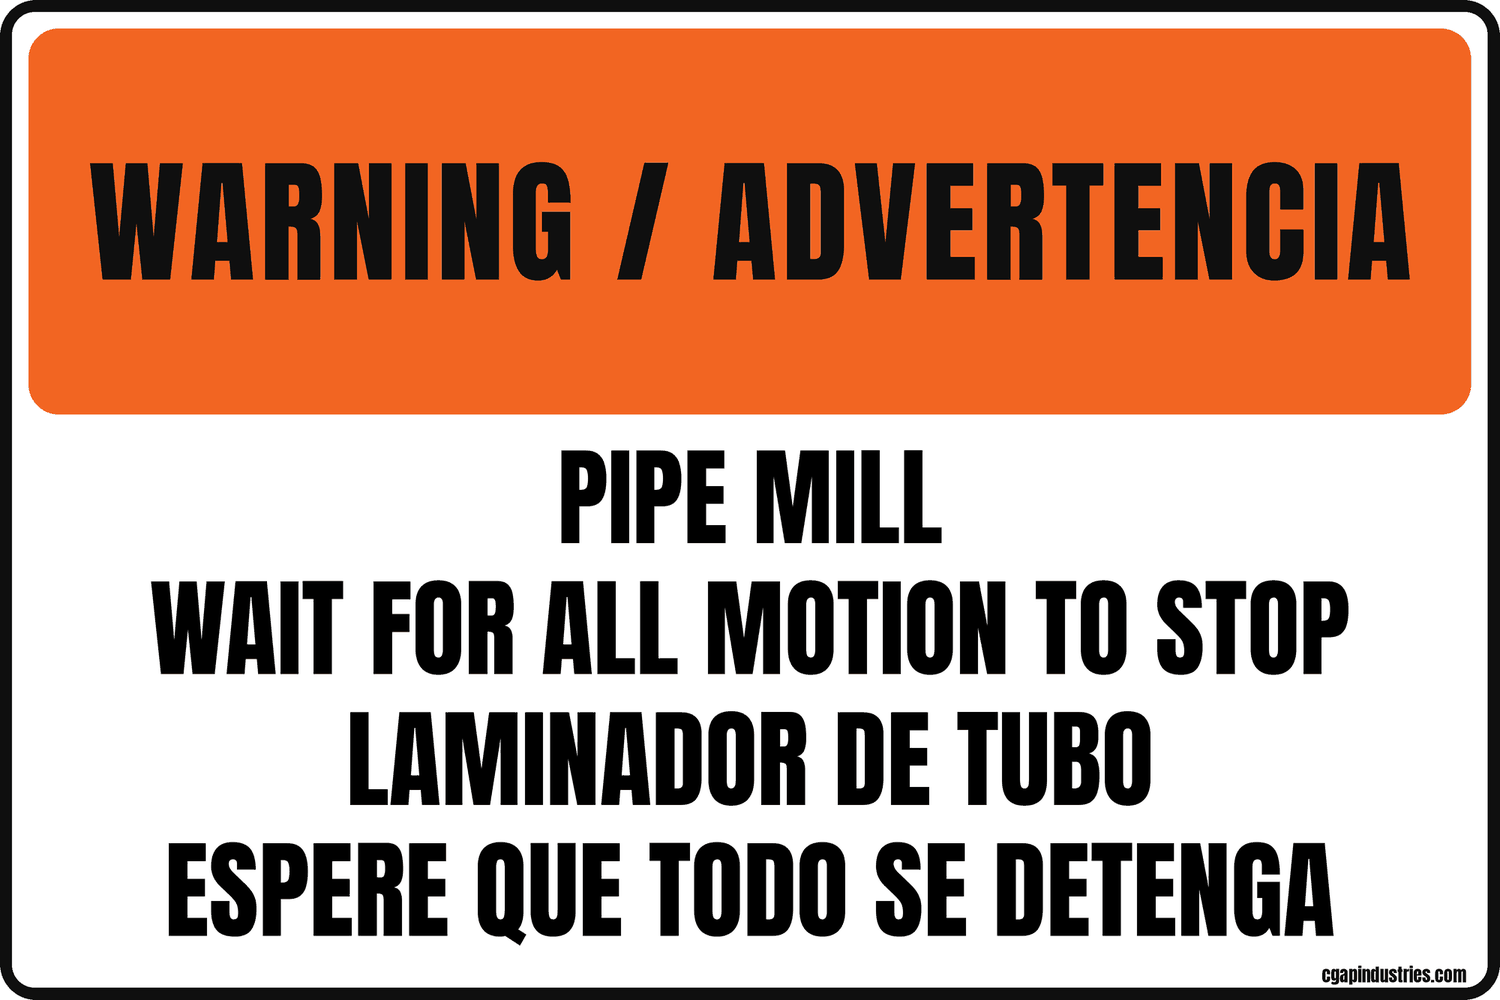 WARNING / ADVERTENCIA
PIPE MILL
WAIT FOR ALL MOTION TO STOP
LAMINADOR DE TUBO
ESPERE QUE TODO SE DETENGA
cgapindustries.com